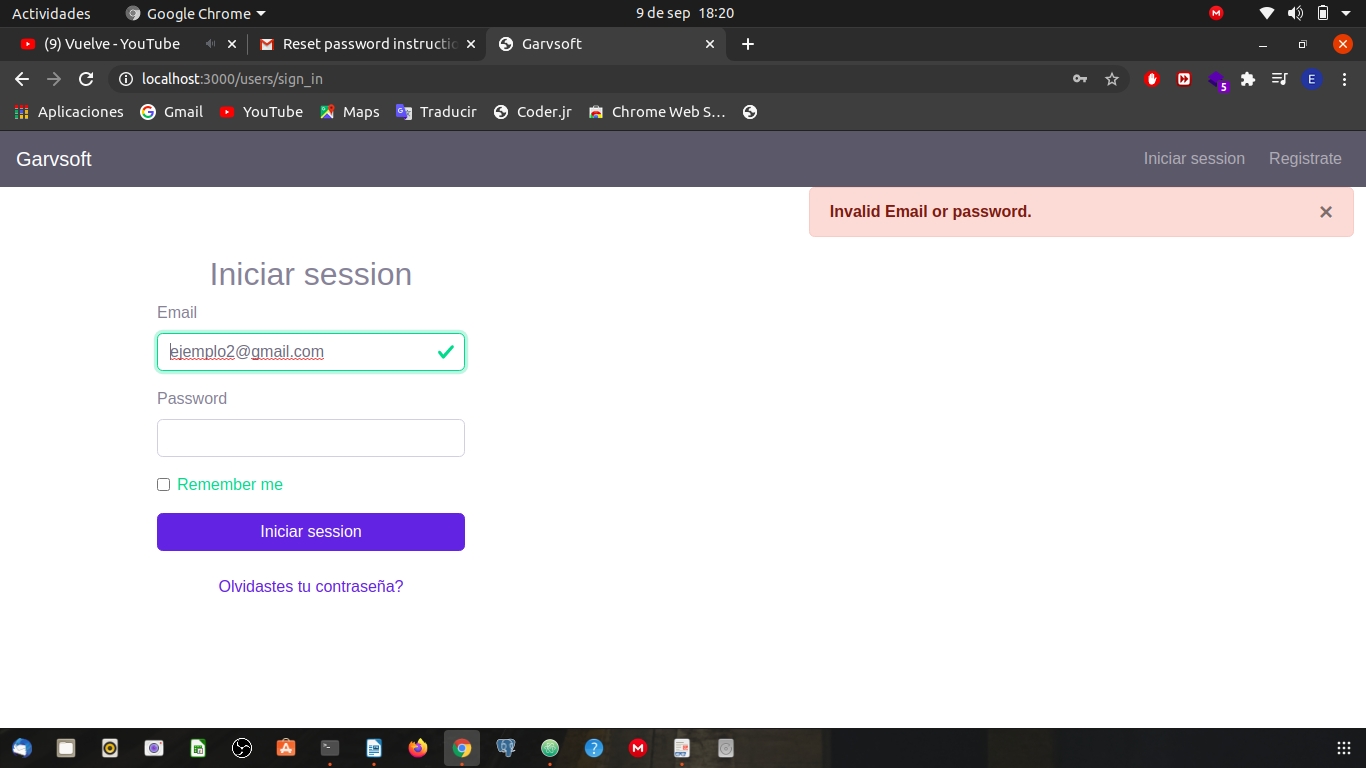 Actividades
Google Chrome
9 de sep 18:20
(9) Vuelve - YouTube
Reset password instructio
Garvsoft
localhost:3000/users/sign_in
E
5
Aplicaciones
Gmail
YouTube
Maps
Traducir
Coder.jr
Chrome Web S...
Garvsoft
Iniciar session
Registrate
Invalid Email or password.
Iniciar session
Email
ejemplo2@gmail.com
Password
Remember me
Iniciar session
Olvidastes tu contraseña?